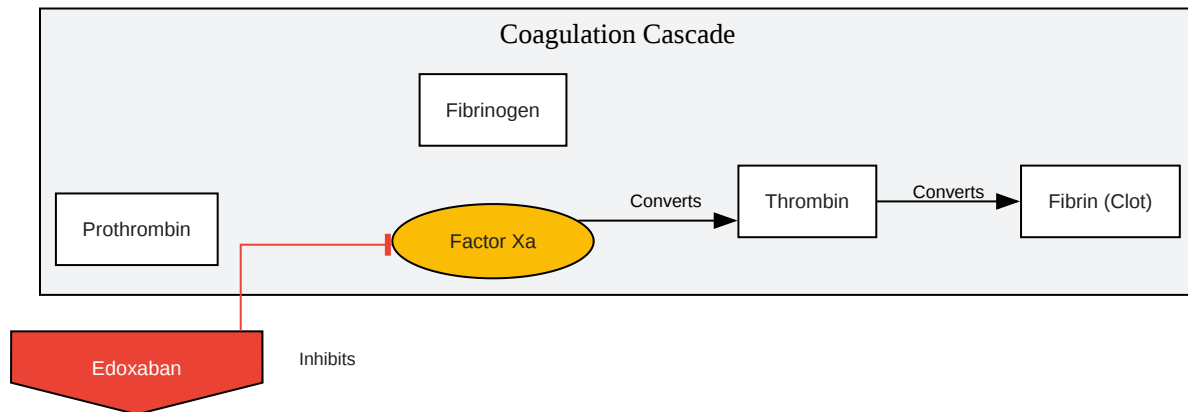 Coagulation Cascade
Fibrinogen
Prothrombin
Factor Xa
Converts
Thrombin
Converts
Fibrin (Clot)
Edoxaban
Inhibits